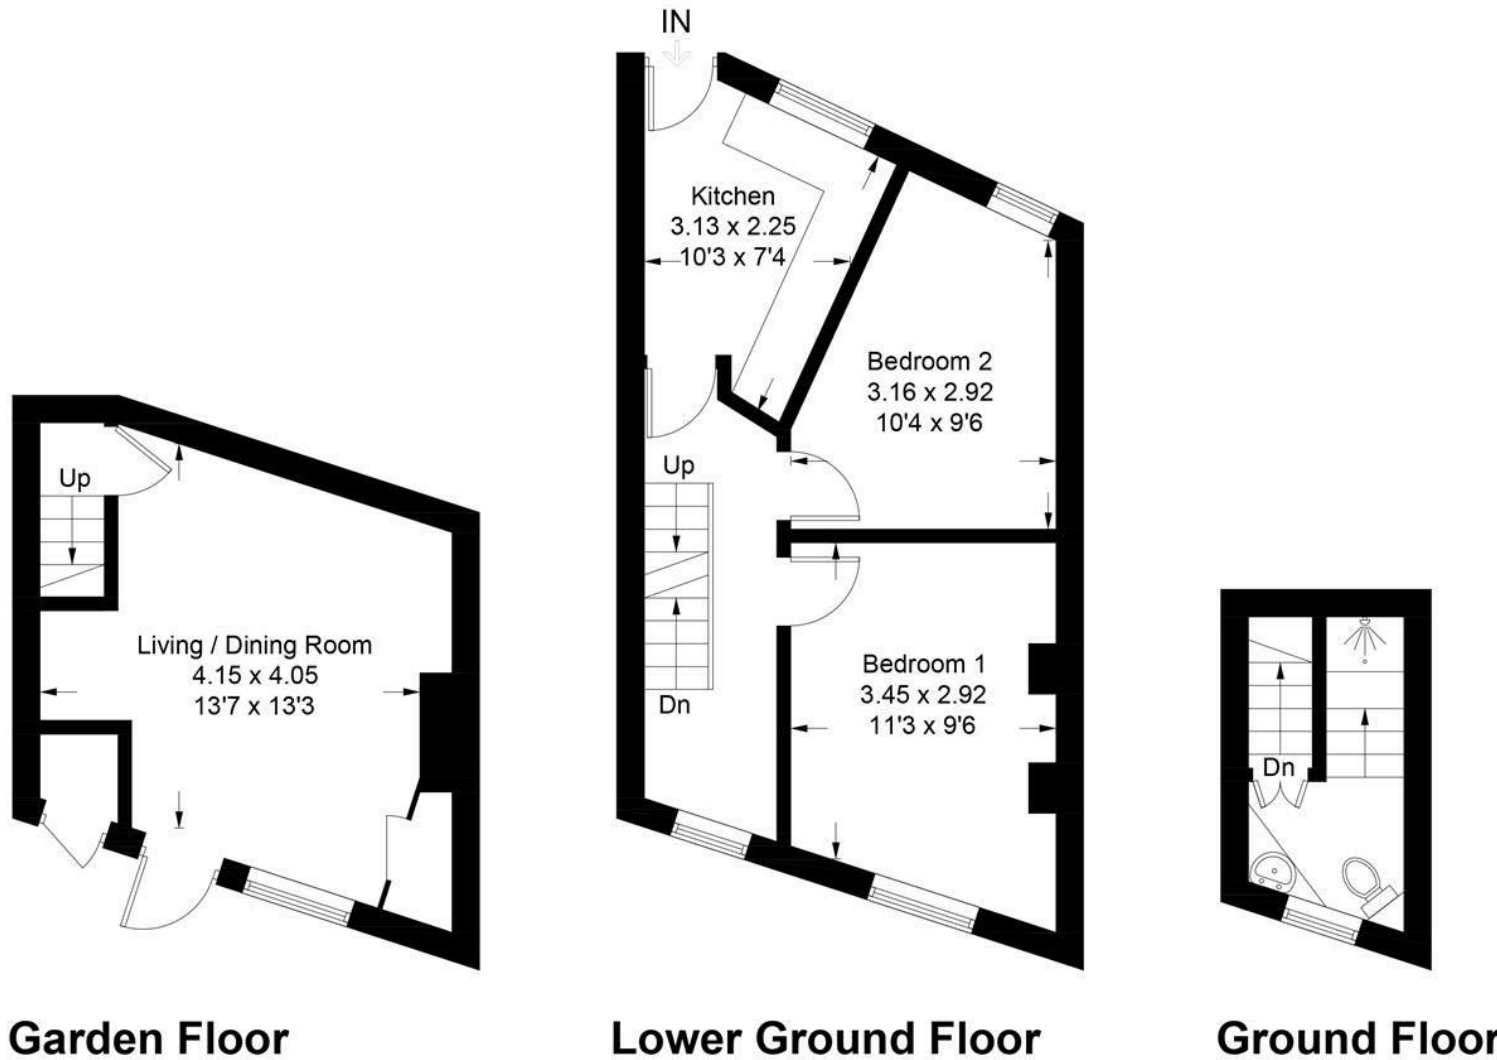 IN
Kitchen
3.13 x 2.25
10'3 x 7'4
Bedroom 2
3.16 x 2.92
10'4 x 9'6
Up
Up
Living / Dining Room
4.15 x 4.05
13'7 x 13'3
Bedroom 1
3.45 x 2.92
11'3 x 9'6
Dn
Dn
Garden Floor
Lower Ground Floor
Ground Floor